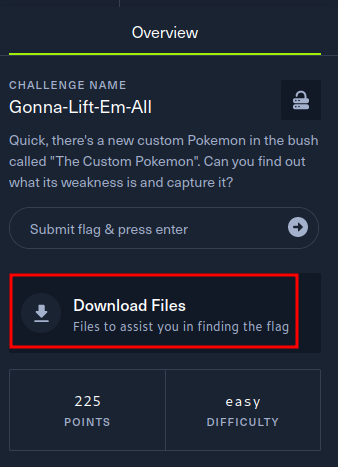 Overview
CHALLENGE NAME
Gonna-Lift-Em-All
Quick, there's a new custom Pokemon in the bush
called "The Custom Pokemon". Can you find out
what its weakness is and capture it?
Submit flag & press enter
Download Files
Files to assist you in finding the flag
225
POINTS
easy
DIFFICULTY